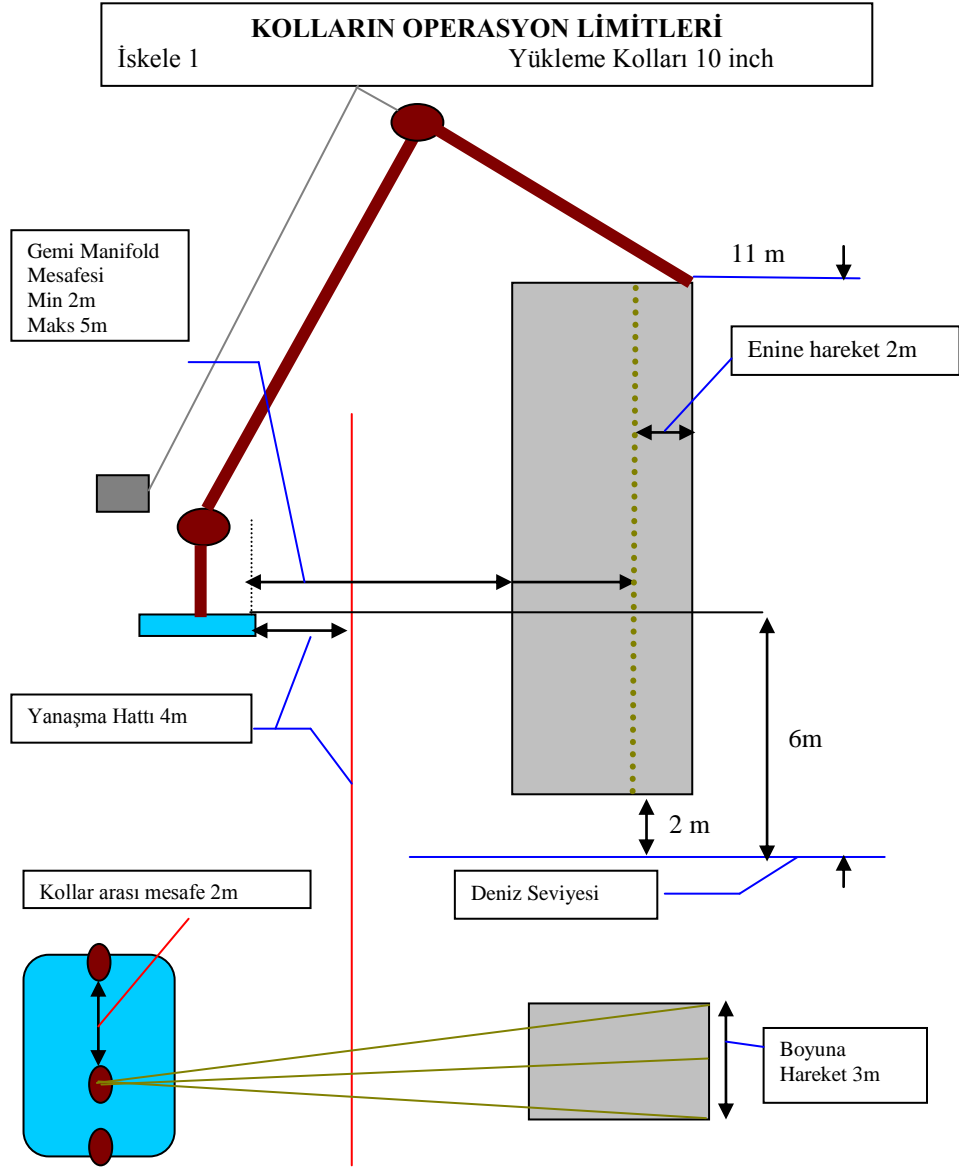 KOLLARIN OPERASYON LİMİTLERİ
İskele 1 Yükleme Kolları 10 inch
Gemi Manifold
Mesafesi
Min 2m
Maks 5m
11 m
Enine hareket 2m
Yanaşma Hattı 4m
6m
2 m
Kollar arası mesafe 2m
Deniz Seviyesi
Boyuna
Hareket 3m